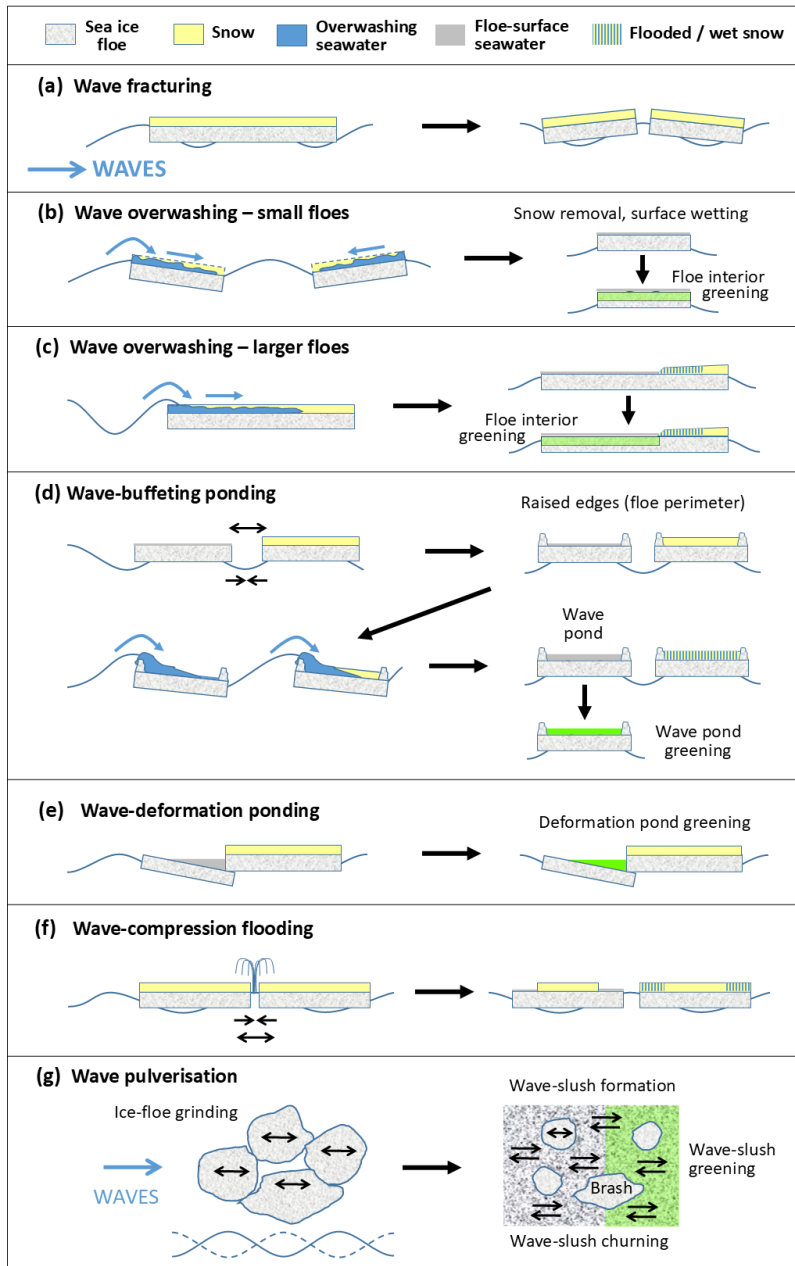 Sea ice floe
Snow
Overwashing seawater
Floe-surface seawater
Flooded / wet snow
(a) Wave fracturing
WAVES
(b) Wave overwashing – small floes
Snow removal, surface wetting
Floe interior
greening
(c) Wave overwashing – larger floes
Floe interior
greening
(d) Wave-buffeting ponding
Raised edges (floe perimeter)
Wave
pond
Wave pond
greening
(e) Wave-deformation ponding
Deformation pond greening
(f) Wave-compression flooding
(g) Wave pulverisation
Ice-floe grinding
WAVES
Wave-slush formation
Wave-slush
greening
Brash
Wave-slush churning